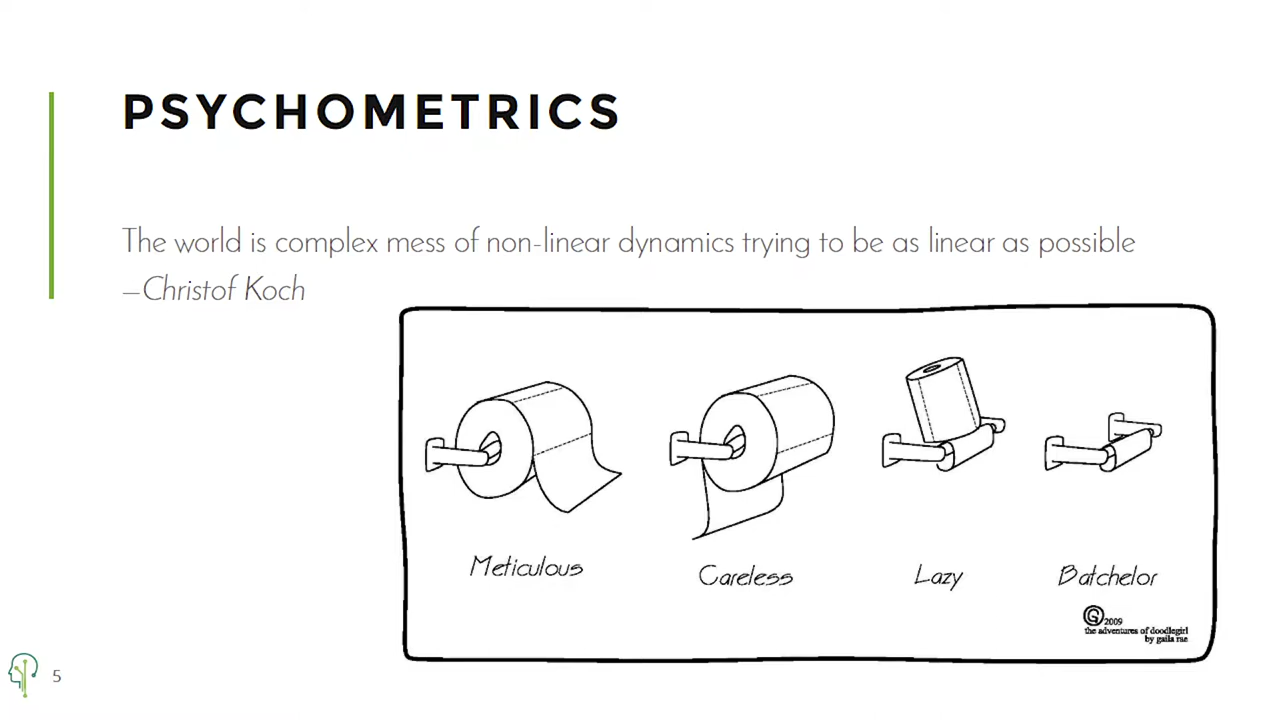 PSYCHOMETRICS
The world is complex mess of non-linear dynamics trying to be as linear as possible
—Christof Koch
Meticulous
Careless
Lazy
Batchelor
G 2009
the adventures of doodlegirl
by gaila rae
5